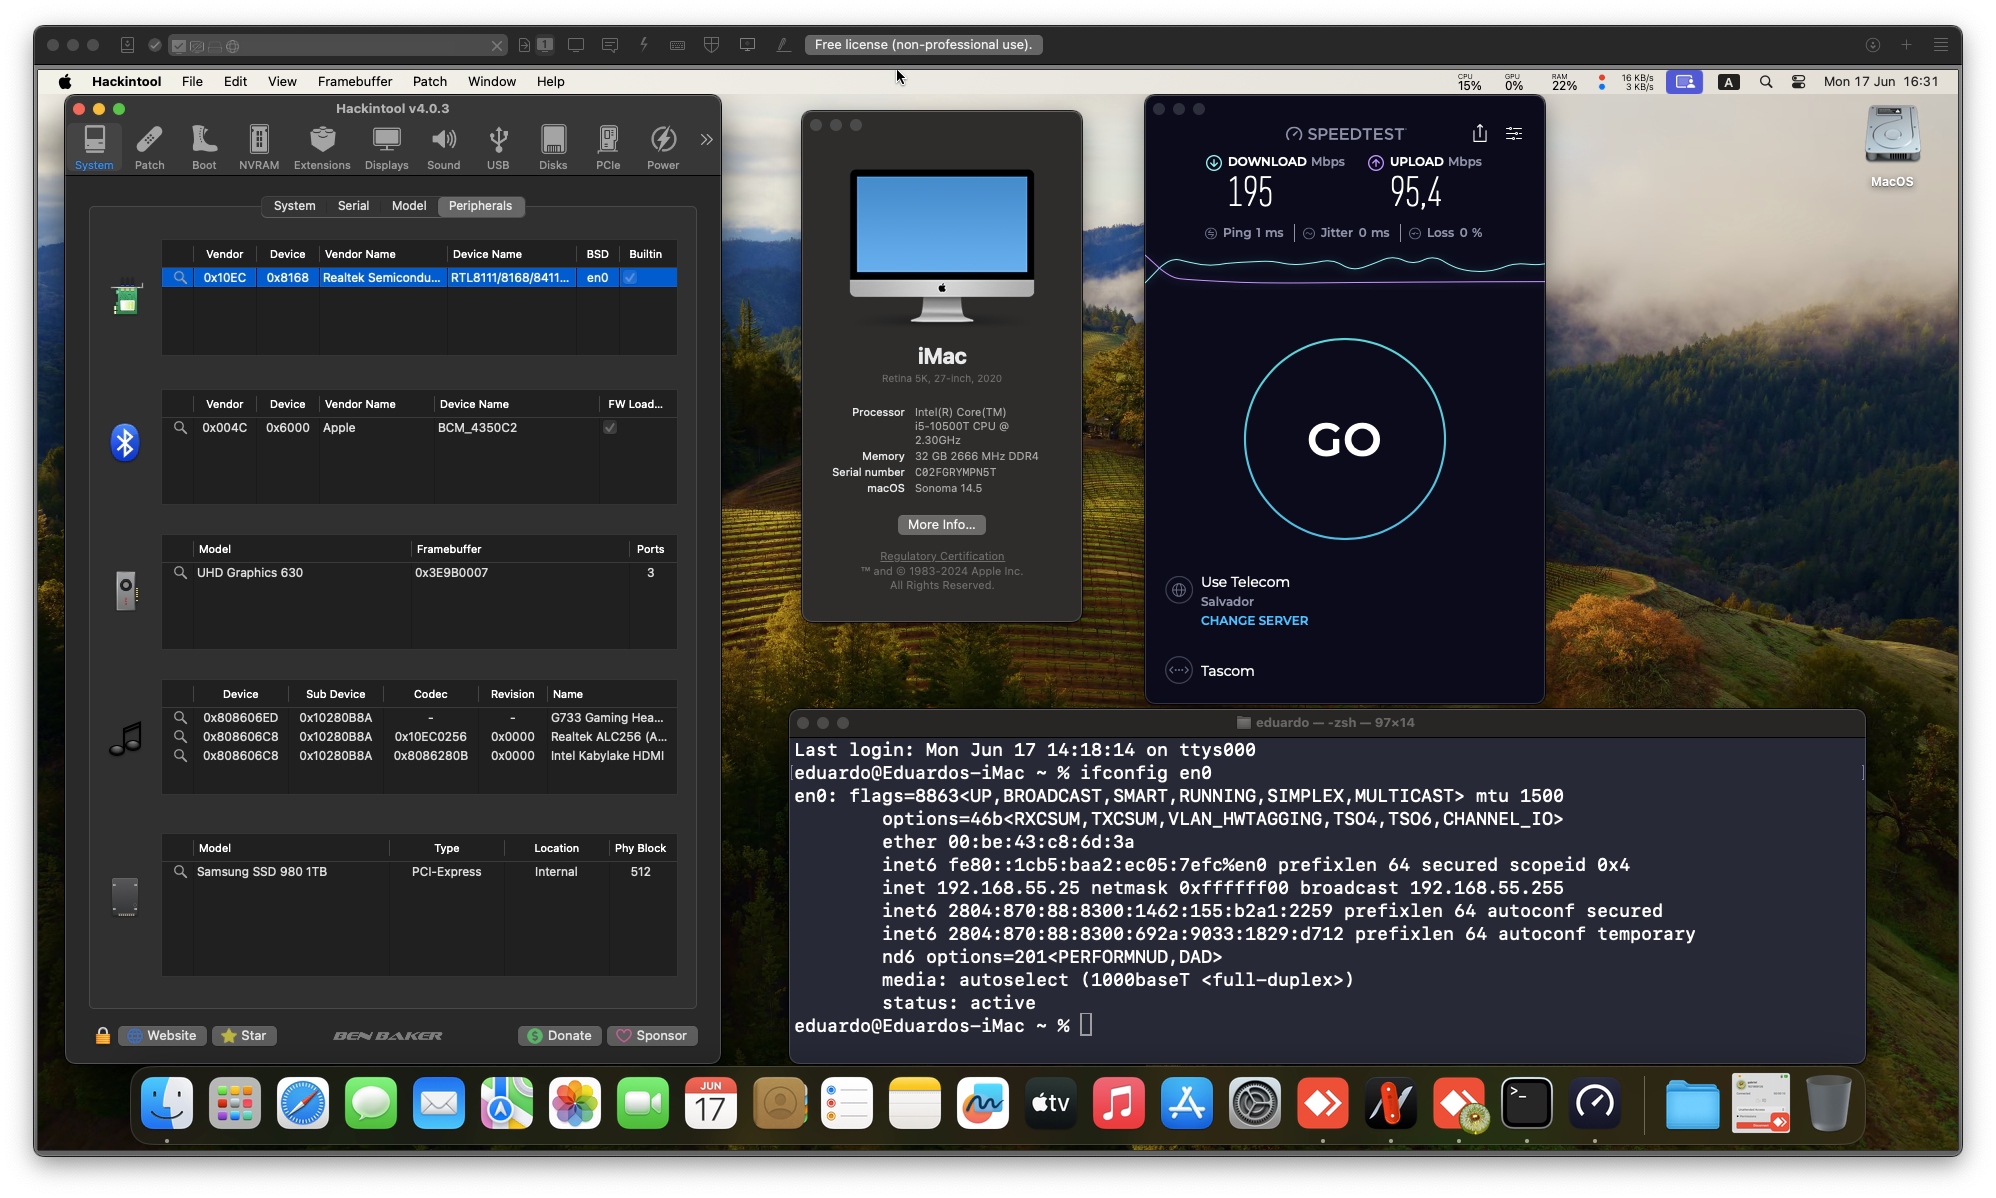 1
Free license (non-professional use).
Hackintool File Edit View Framebuffer Patch Window Help
CPU 15% GPU 0% RAM 22% 16 KB/s 3 KB/s A Mon 17 Jun 16:31
Hackintool v4.0.3
System Patch Boot NVRAM Extensions Displays Sound USB Disks PCIe Power
System Serial Model Peripherals
Vendor Device Vendor Name Device Name BSD Builtin
0x10EC 0x8168 Realtek Semicondu... RTL8111/8168/8411... en0
Vendor Device Vendor Name Device Name FW Load...
0x004C 0x6000 Apple BCM_4350C2
Model Framebuffer Ports
UHD Graphics 630 0x3E9B0007 3
Device Sub Device Codec Revision Name
0x808606ED 0x10280B8A - - G733 Gaming Hea...
0x808606C8 0x10280B8A 0x10EC0256 0x0000 Realtek ALC256 (A...
0x808606C8 0x10280B8A 0x8086280B 0x0000 Intel Kabylake HDMI
Model Type Location Phy Block
Samsung SSD 980 1TB PCI-Express Internal 512
Website Star BEN BAKER Donate Sponsor
iMac
Retina 5K, 27-inch, 2020
Processor Intel(R) Core(TM)
i5-10500T CPU @
2.30GHz
Memory 32 GB 2666 MHz DDR4
Serial number C02FGRYMPN5T
macOS Sonoma 14.5
More Info...
Regulatory Certification
™ and © 1983-2024 Apple Inc.
All Rights Reserved.
SPEEDTEST
DOWNLOAD Mbps UPLOAD Mbps
195 95,4
Ping 1 ms Jitter 0 ms Loss 0 %
GO
Use Telecom
Salvador
CHANGE SERVER
Tascom
MacOS
eduardo — -zsh — 97×14
Last login: Mon Jun 17 14:18:14 on ttys000
[eduardo@Eduardos-iMac ~ % ifconfig en0 ]
en0: flags=8863<UP,BROADCAST,SMART,RUNNING,SIMPLEX,MULTICAST> mtu 1500
options=46b<RXCSUM,TXCSUM,VLAN_HWTAGGING,TSO4,TSO6,CHANNEL_IO>
ether 00:be:43:c8:6d:3a
inet6 fe80::1cb5:baa2:ec05:7efc%en0 prefixlen 64 secured scopeid 0x4
inet 192.168.55.25 netmask 0xffffff00 broadcast 192.168.55.255
inet6 2804:870:88:8300:1462:155:b2a1:2259 prefixlen 64 autoconf secured
inet6 2804:870:88:8300:692a:9033:1829:d712 prefixlen 64 autoconf temporary
nd6 options=201<PERFORMNUD,DAD>
media: autoselect (1000baseT <full-duplex>)
status: active
eduardo@Eduardos-iMac ~ %
JUN
17
tv
>_